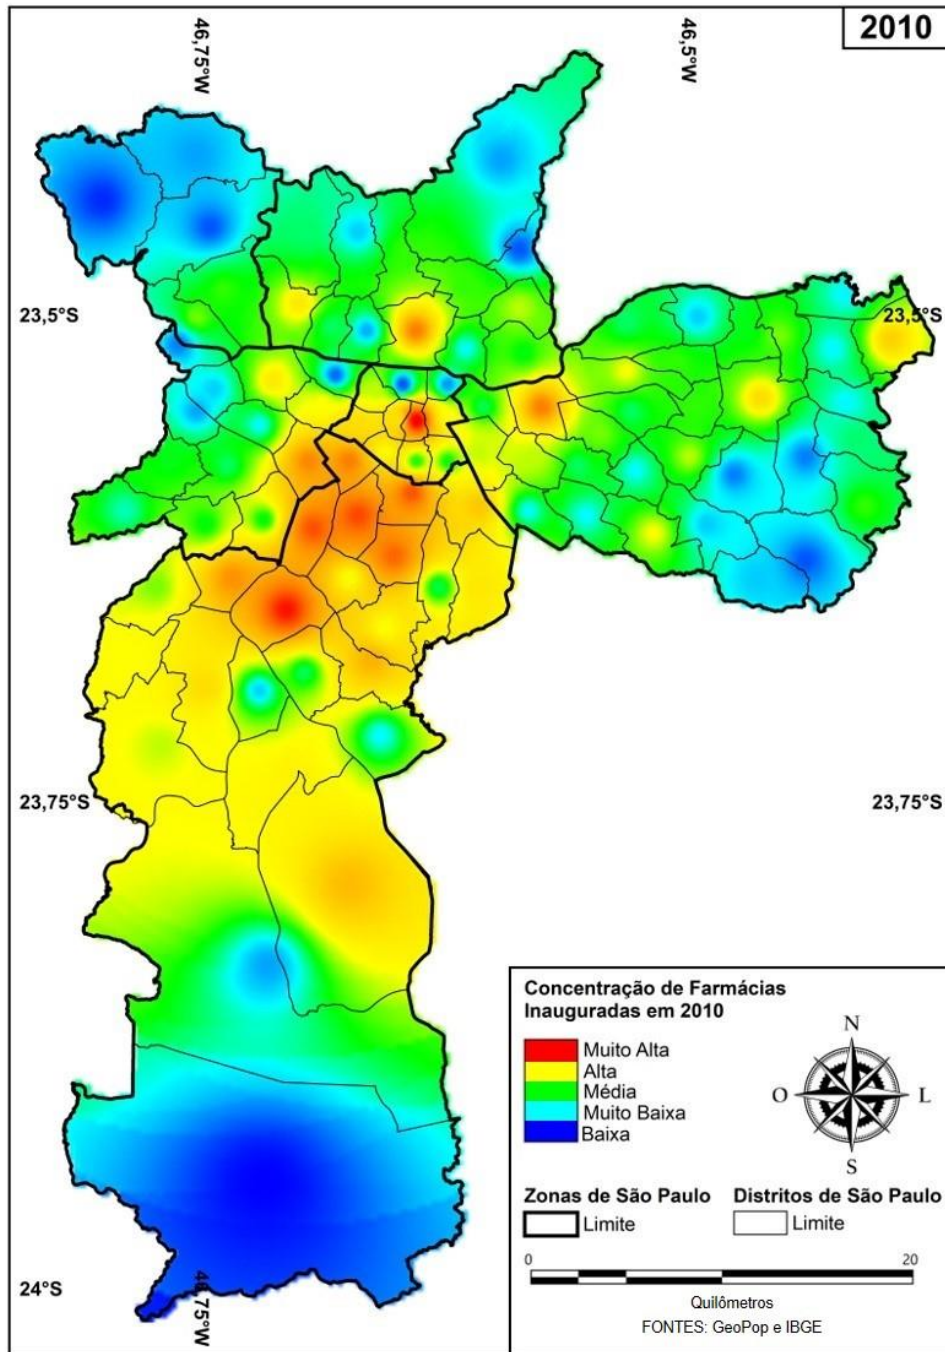 2010
46,75°W
46,5°W
23,5°S
23,5°S
23,75°S
23,75°S
24°S
46,75°W
Concentração de Farmácias
Inauguradas em 2010
Muito Alta
Alta
Média
Muito Baixa
Baixa
N
O
L
S
Zonas de São Paulo
Limite
Distritos de São Paulo
Limite
0
20
Quilômetros
FONTES: GeoPop e IBGE